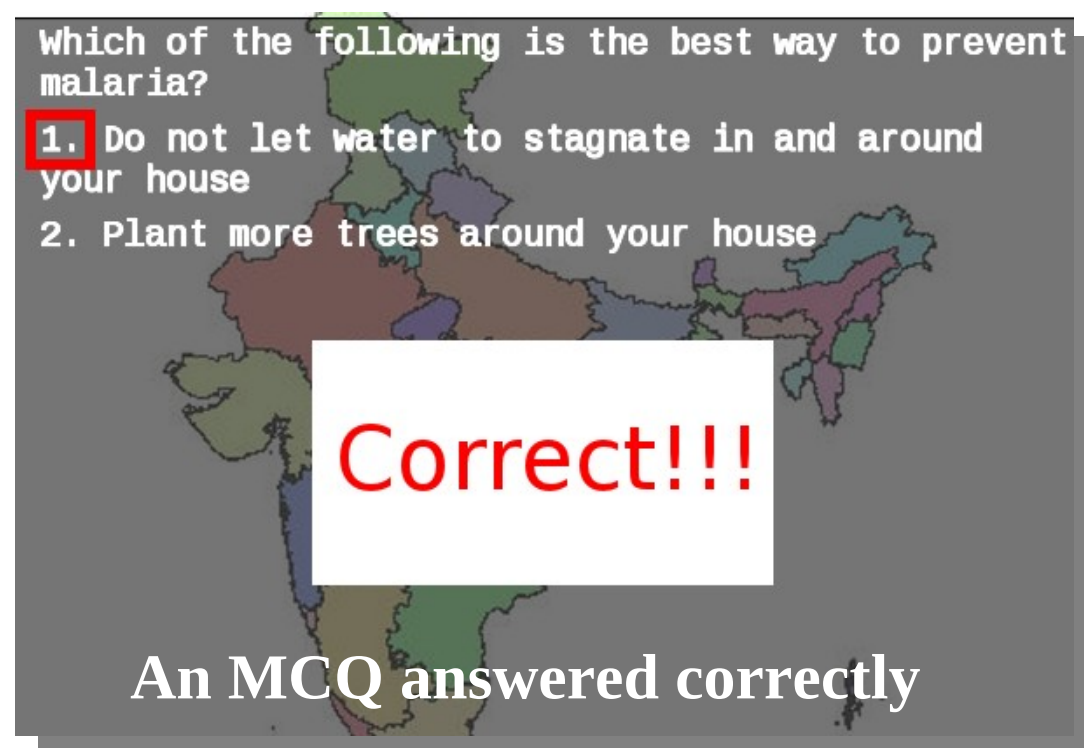 Which of the following is the best way to prevent
malaria?
1. Do not let water to stagnate in and around
your house
2. Plant more trees around your house
Correct!!!
An MCQ answered correctly